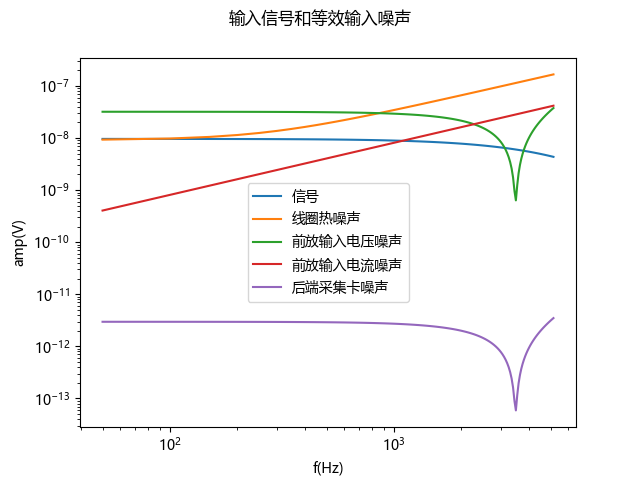 输入信号和等效输入噪声
10⁻⁷
10⁻⁸
10⁻⁹
10⁻¹⁰
10⁻¹¹
10⁻¹²
10⁻¹³
amp(V)
信号
线圈热噪声
前放输入电压噪声
前放输入电流噪声
后端采集卡噪声
10²
10³
f(Hz)